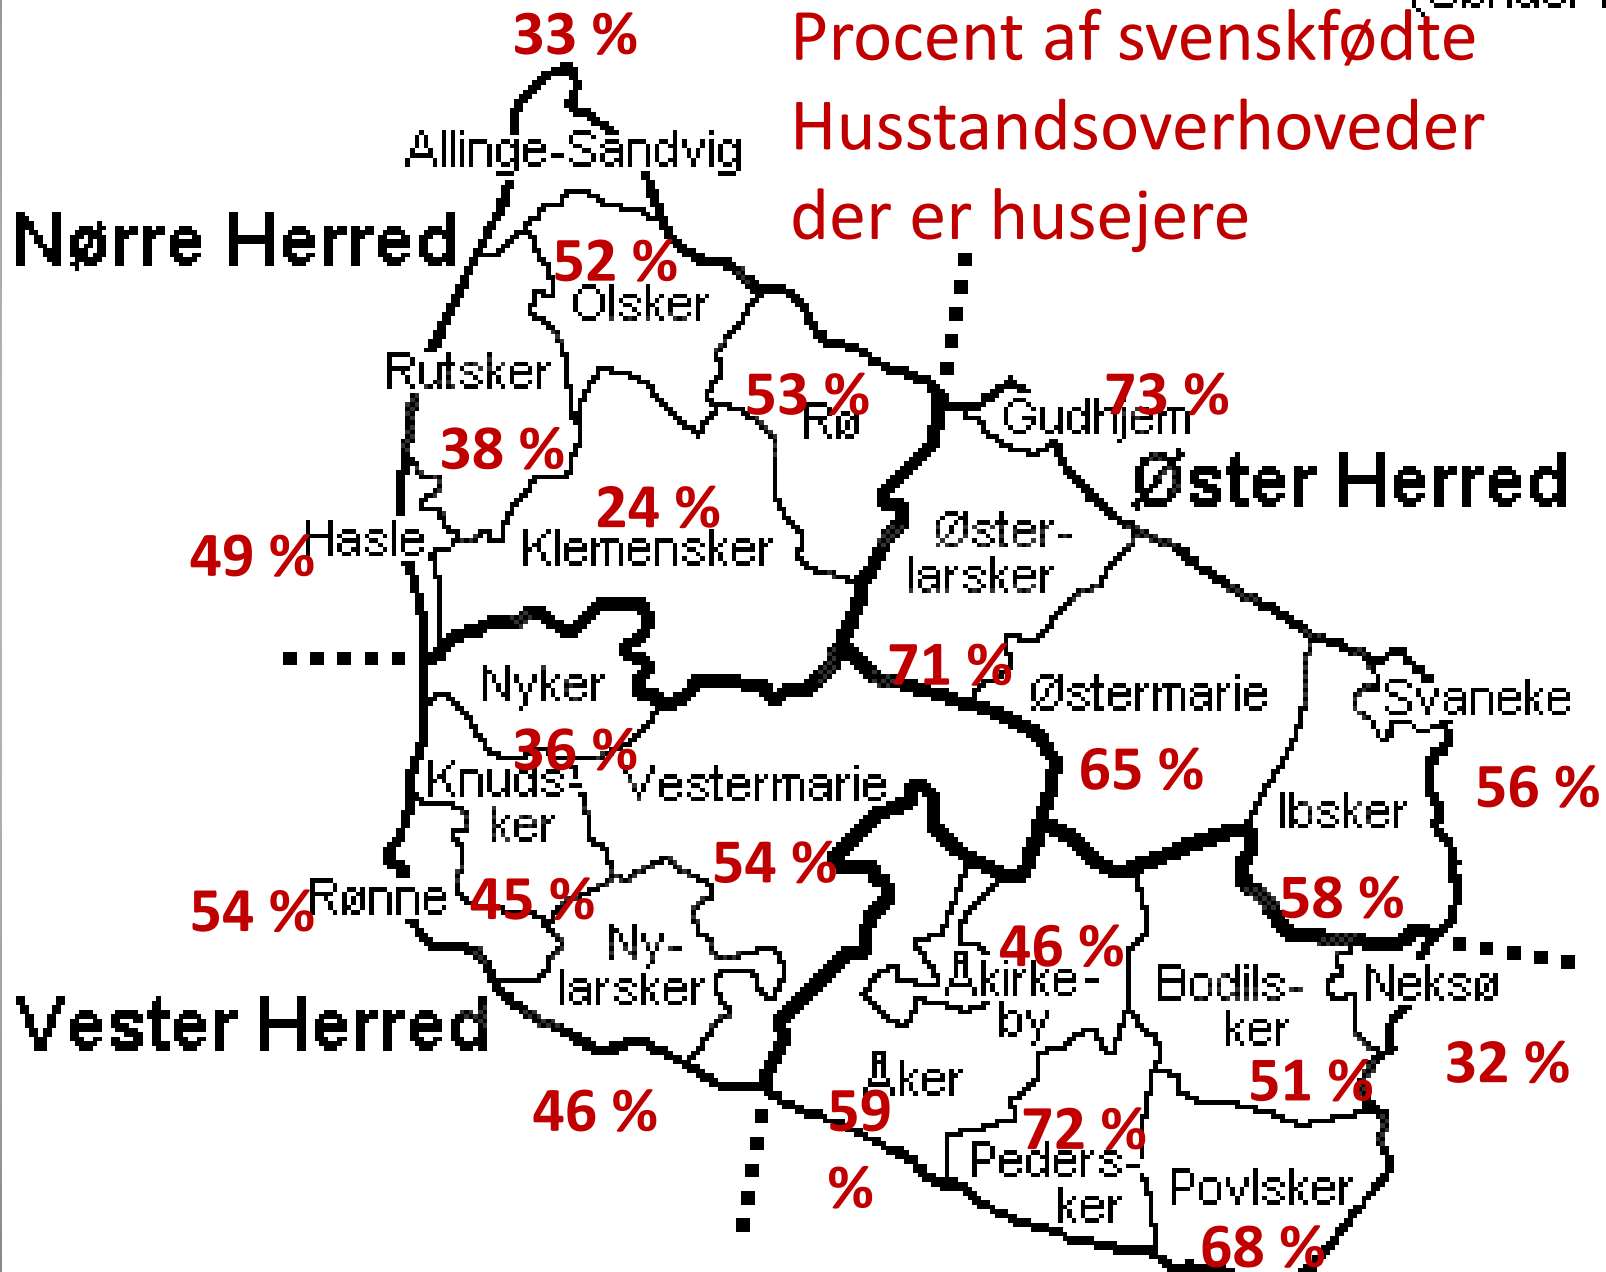 33 %
Procent af svenskfødte
Husstandsoverhoveder
der er husejere
Allinge-Sandvig
Nørre Herred
52 %
Olsker
Rutsker
38 %
53 %
Rø
73 %
Gudhjem
Øster Herred
24 %
Klemensker
49 %
Hasle
Øster-
larsker
71 %
Nyker
36 %
Østermarie
65 %
Svaneke
56 %
Knuds-
ker
45 %
Vestermarie
54 %
Ibsker
58 %
54 %
Rønne
Ny-
larsker
46 %
Vester Herred
46 %
Åkirke-
by
Bodils-
ker
51 %
Neksø
32 %
Åker
59
%
72 %
Peders-
ker
Povlsker
68 %